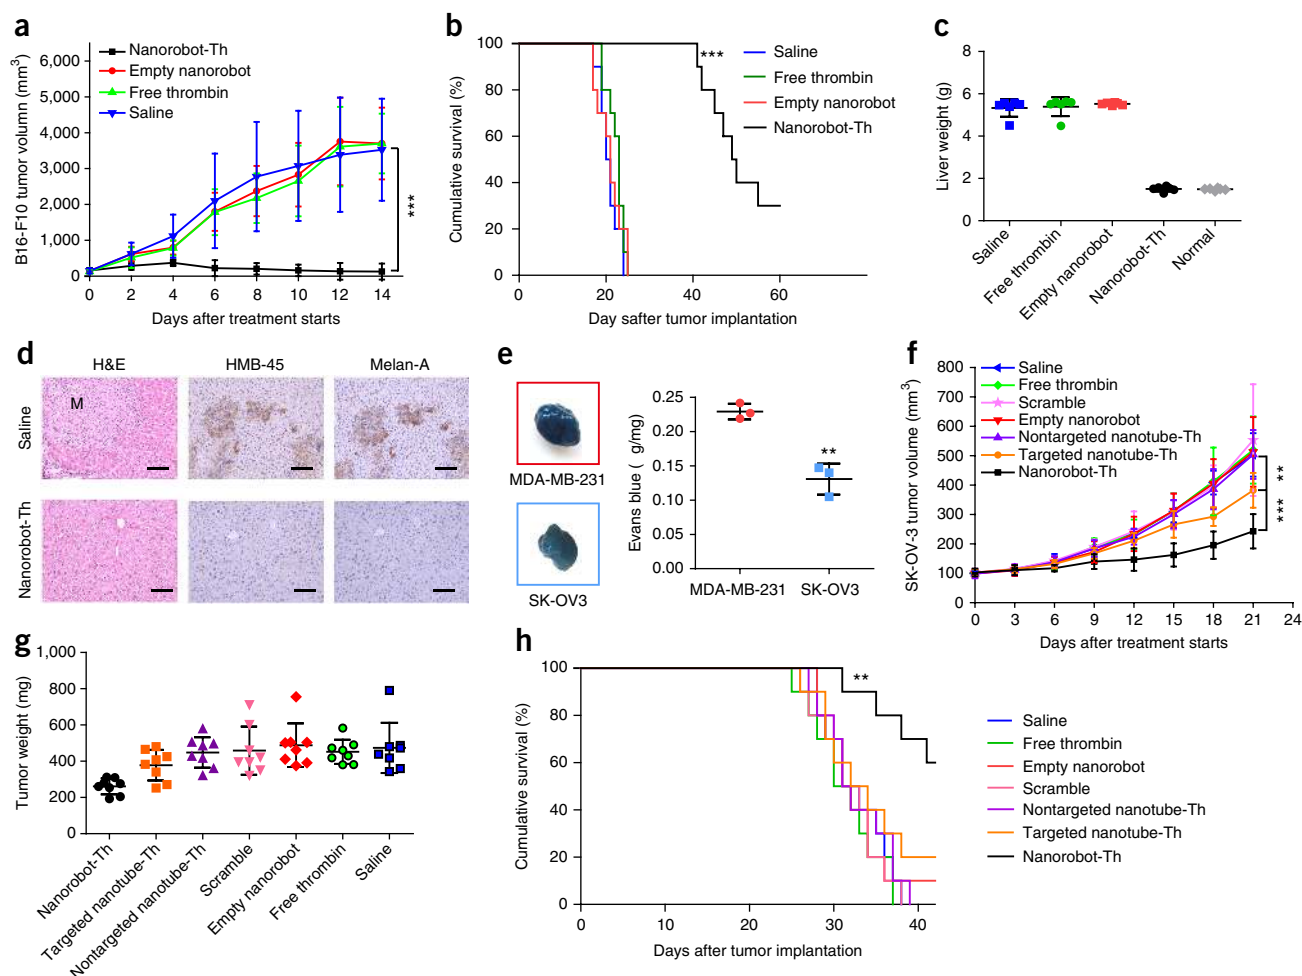 a
Nanorobot-Th
Empty nanorobot
Free thrombin
Saline
B16-F10 tumor volumn (mm³)
6,000
5,000
4,000
3,000
2,000
1,000
0
***
0 2 4 6 8 10 12 14
Days after treatment starts
b
Cumulative survival (%)
100
80
60
40
20
0
***
Saline
Free thrombin
Empty nanorobot
Nanorobot-Th
0 20 40 60
Day safter tumor implantation
c
Liver weight (g)
8
6
4
2
0
Saline
Free thrombin
Empty nanorobot
Nanorobot-Th
Normal
d
H&E HMB-45 Melan-A
Saline
M
Nanorobot-Th
e
MDA-MB-231
SK-OV3
Evans blue ( g/mg)
0.25
0.20
0.15
0.10
0.05
0.00
**
MDA-MB-231 SK-OV3
f
SK-OV-3 tumor volume (mm³)
800
700
600
500
400
300
200
100
0
Saline
Free thrombin
Scramble
Empty nanorobot
Nontargeted nanotube-Th
Targeted nanotube-Th
Nanorobot-Th
**
***
0 3 6 9 12 15 18 21 24
Days after treatment starts
g
Tumor weight (mg)
1,000
800
600
400
200
0
Nanorobot-Th
Targeted nanotube-Th
Nontargeted nanotube-Th
Scramble
Empty nanorobot
Free thrombin
Saline
h
Cumulative survival (%)
100
80
60
40
20
0
**
0 10 20 30 40
Days after tumor implantation
Saline
Free thrombin
Empty nanorobot
Scramble
Nontargeted nanotube-Th
Targeted nanotube-Th
Nanorobot-Th